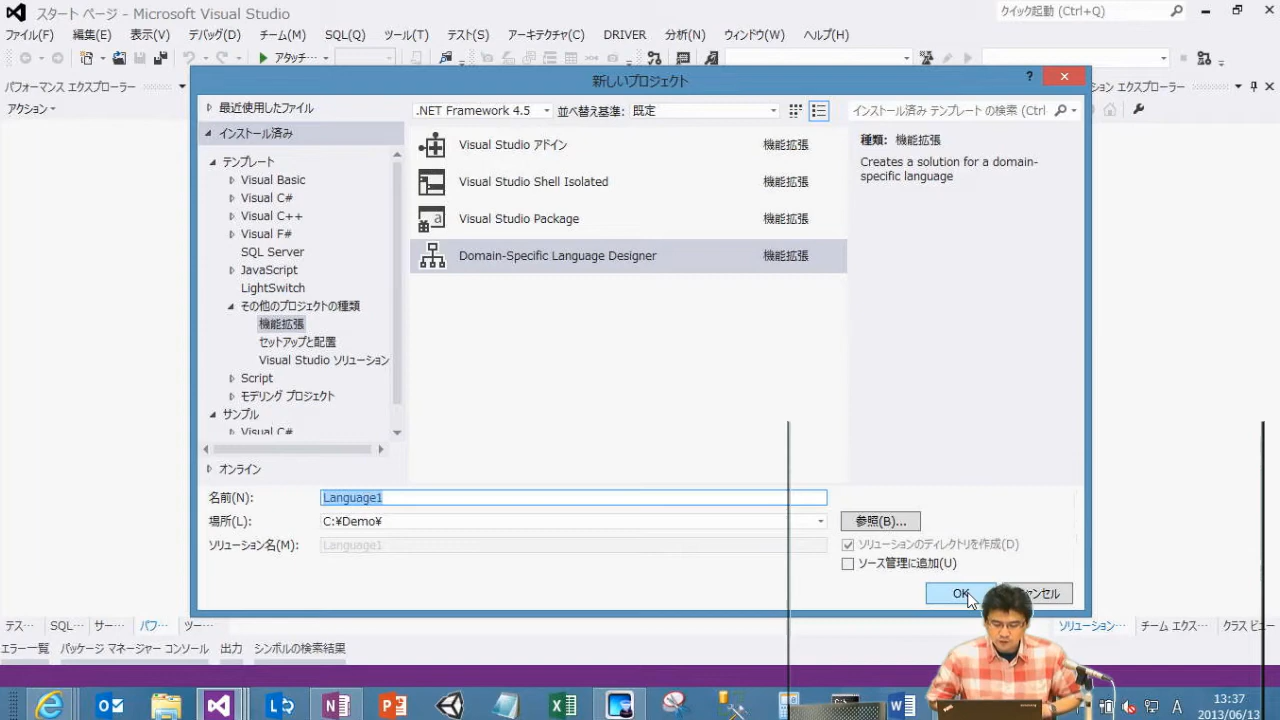 スタート ページ - Microsoft Visual Studio
クイック起動 (Ctrl+Q)
ファイル(F) 編集(E) 表示(V) デバッグ(D) チーム(M) SQL(Q) ツール(T) テスト(S) アーキテクチャ(C) DRIVER 分析(N) ウィンドウ(W) ヘルプ(H)
アタッチ...
パフォーマンス エクスプローラー
ション エクスプローラー
アクション
新しいプロジェクト
?
最近使用したファイル
.NET Framework 4.5
並べ替え基準: 既定
インストール済み テンプレート の検索 (Ctrl
インストール済み
テンプレート
Visual Basic
Visual C#
Visual C++
Visual F#
SQL Server
JavaScript
LightSwitch
その他のプロジェクトの種類
機能拡張
セットアップと配置
Visual Studio ソリューション
Script
モデリング プロジェクト
サンプル
Visual C#
オンライン
Visual Studio アドイン 機能拡張
Visual Studio Shell Isolated 機能拡張
Visual Studio Package 機能拡張
Domain-Specific Language Designer 機能拡張
種類: 機能拡張
Creates a solution for a domain-
specific language
名前(N): Language1
場所(L): C:¥Demo¥
参照(B)...
ソリューション名(M): Language1
ソリューションのディレクトリを作成(D)
ソース管理に追加(U)
OK
ャンセル
テス… SQL… サー… パフ… ツー…
ソリューション… チーム エクス… クラス ビュー
エラー一覧 パッケージ マネージャー コンソール 出力 シンボルの検索結果
A
13:37
2013/06/13